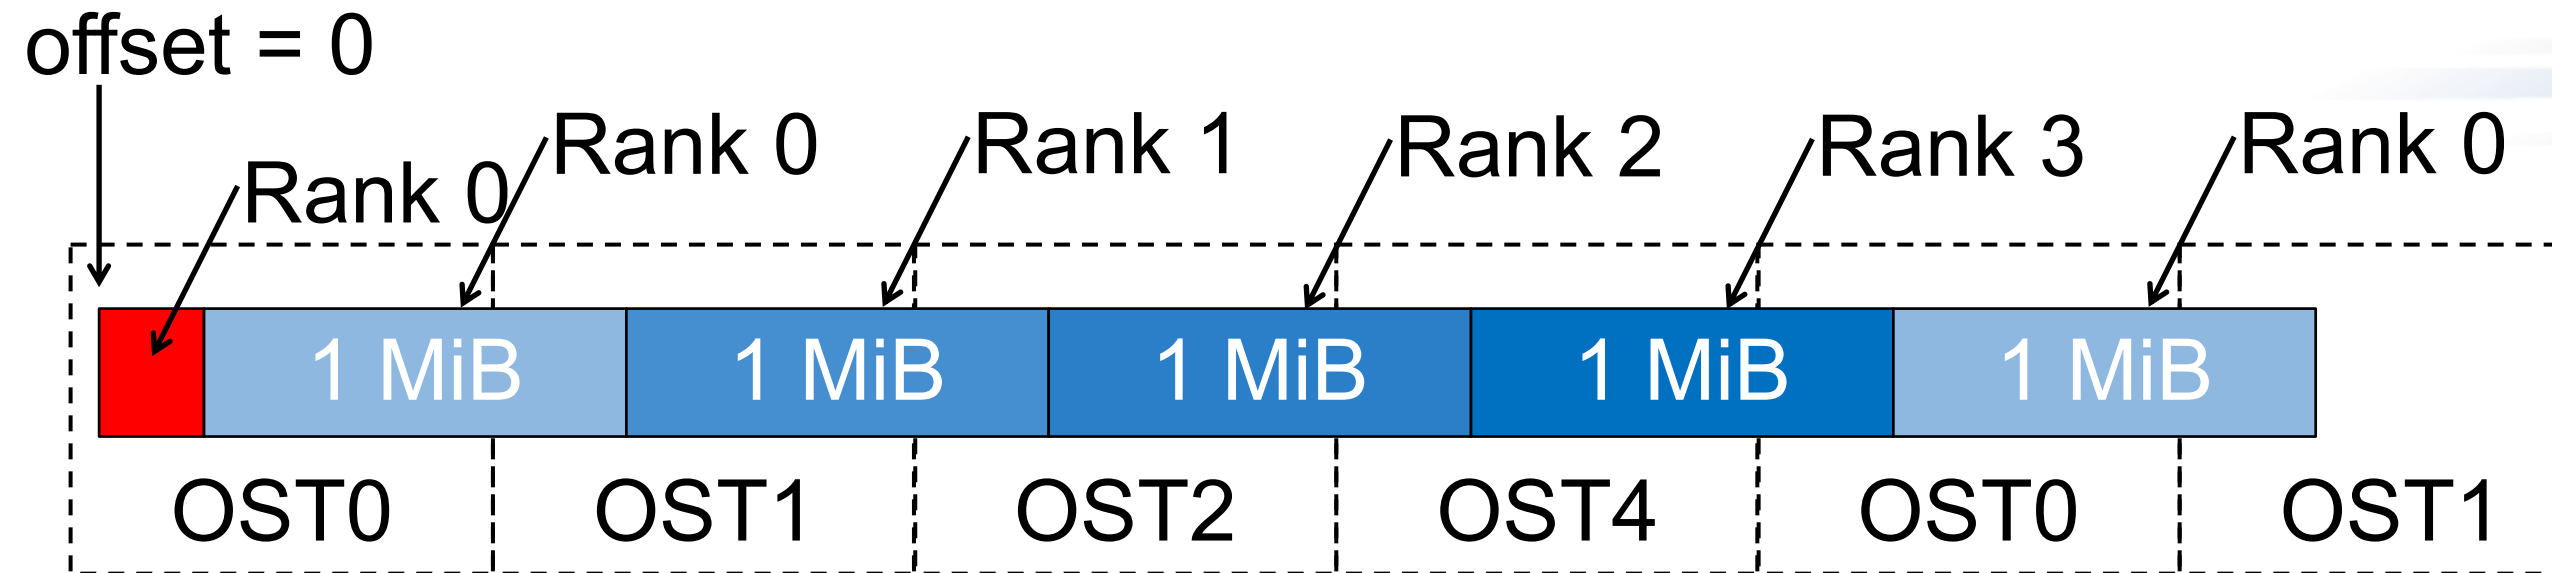 offset = 0
Rank 0
Rank 0
Rank 1
Rank 2
Rank 3
Rank 0
1 MiB
1 MiB
1 MiB
1 MiB
1 MiB
OST0
OST1
OST2
OST4
OST0
OST1